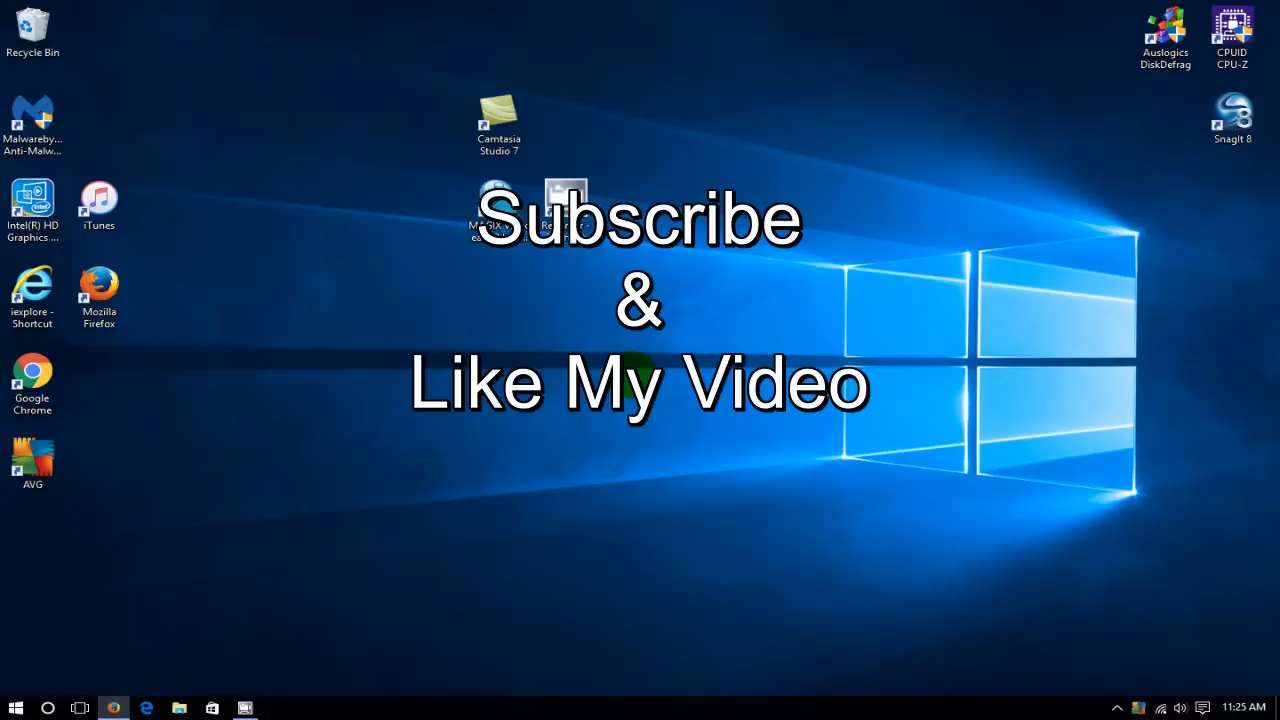 Recycle Bin
Auslogics
DiskDefrag
CPUID
CPU-Z
Malwareby...
Anti-Malw...
Camtasia
Studio 7
SnagIt 8
Intel(R) HD
Graphics ...
iTunes
Subscribe
&
Like My Video
iexplore -
Shortcut
Mozilla
Firefox
Google
Chrome
AVG
11:25 AM